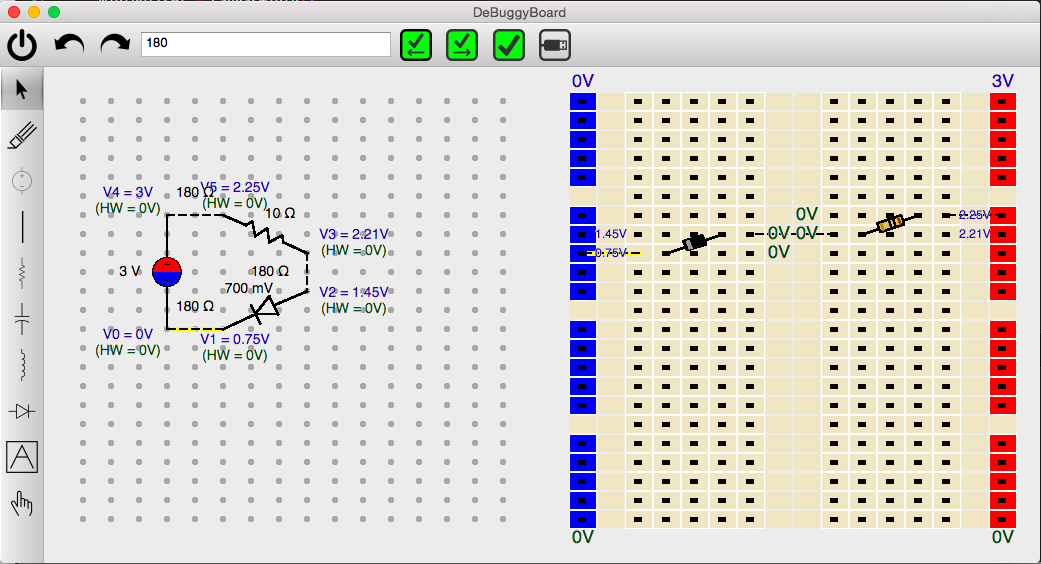 DeBuggyBoard
180
0V
3V
V4 = 3V
(HW = 0V)
180 Ω
V5 = 2.25V
(HW = 0V)
10 Ω
V3 = 2.21V
(HW = 0V)
3 V
180 Ω
700 mV
V2 = 1.45V
(HW = 0V)
180 Ω
V0 = 0V
(HW = 0V)
V1 = 0.75V
(HW = 0V)
A
0V
2.25V
1.45V
0V
0V
2.21V
0.75V
0V
0V
0V